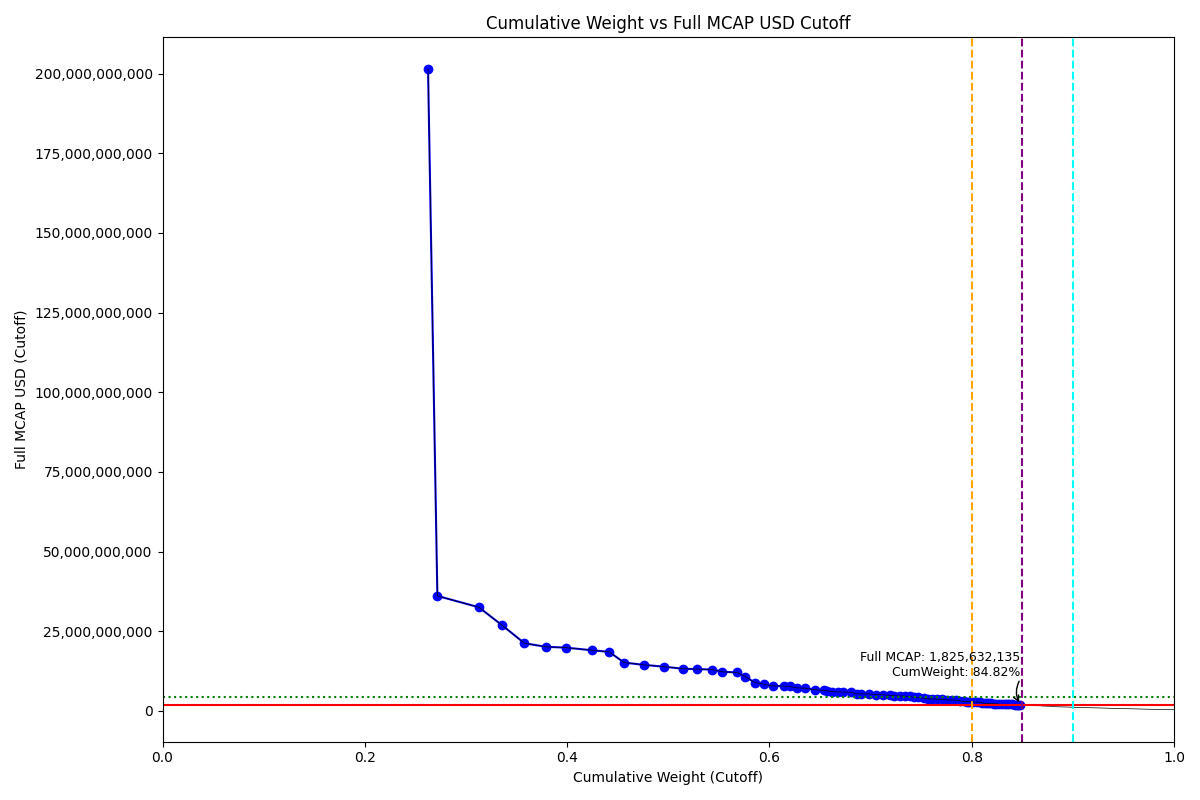 Cumulative Weight vs Full MCAP USD Cutoff
200,000,000,000
175,000,000,000
150,000,000,000
125,000,000,000
100,000,000,000
75,000,000,000
50,000,000,000
25,000,000,000
0
Full MCAP USD (Cutoff)
Full MCAP: 1,825,632,135
CumWeight: 84.82%
0.0 0.2 0.4 0.6 0.8 1.0
Cumulative Weight (Cutoff)